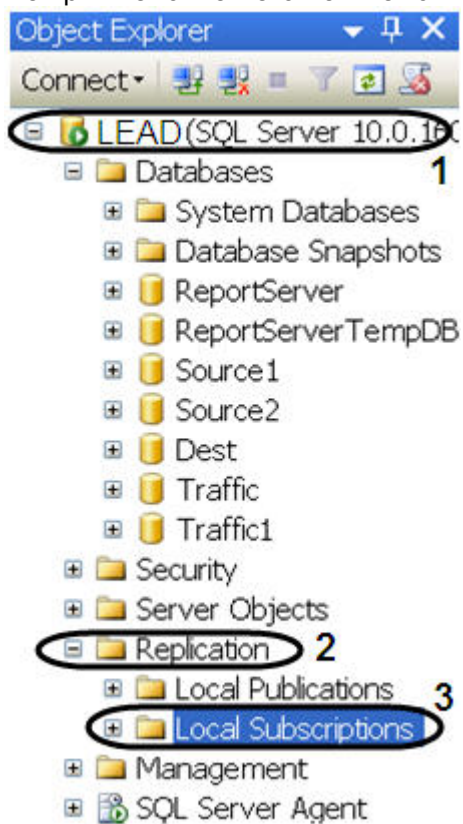 Object Explorer
Connect
LEAD (SQL Server 10.0.160
1
Databases
System Databases
Database Snapshots
ReportServer
ReportServerTempDB
Source1
Source2
Dest
Traffic
Traffic1
Security
Server Objects
Replication 2
Local Publications
3
Local Subscriptions
Management
SQL Server Agent